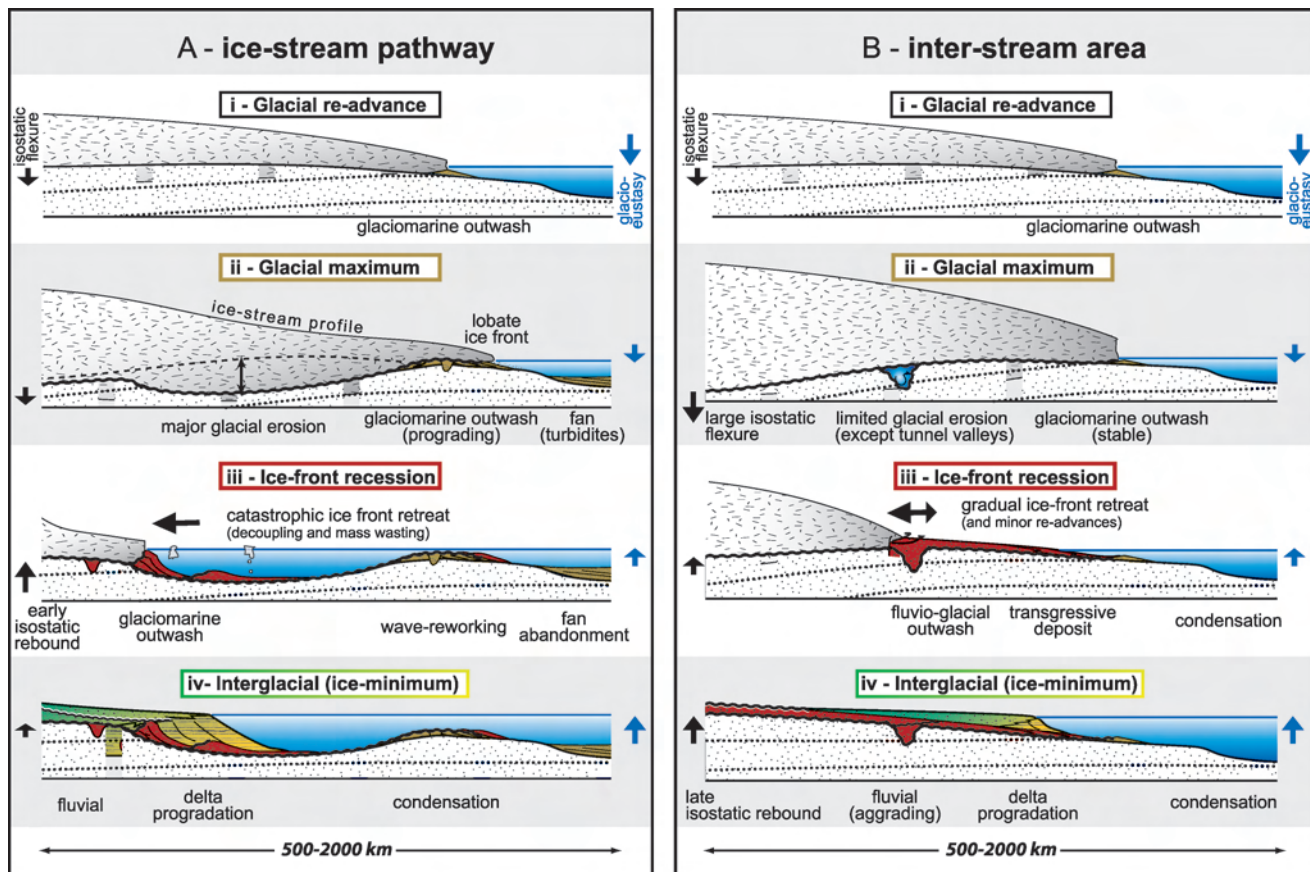 A - ice-stream pathway
i - Glacial re-advance
isostatic
flexure
glacio-
eustasy
glaciomarine outwash
ii - Glacial maximum
ice-stream profile
lobate
ice front
major glacial erosion
glaciomarine outwash
(prograding)
fan
(turbidites)
iii - Ice-front recession
catastrophic ice front retreat
(decoupling and mass wasting)
early
isostatic
rebound
glaciomarine
outwash
wave-reworking
fan
abandonment
iv- Interglacial (ice-minimum)
fluvial
delta
progradation
condensation
500-2000 km
B - inter-stream area
i - Glacial re-advance
isostatic
flexure
glacio-
eustasy
glaciomarine outwash
ii - Glacial maximum
large isostatic
flexure
limited glacial erosion
(except tunnel valleys)
glaciomarine outwash
(stable)
iii - Ice-front recession
gradual ice-front retreat
(and minor re-advances)
fluvio-glacial
outwash
transgressive
deposit
condensation
iv - Interglacial (ice-minimum)
late
isostatic rebound
fluvial
(aggrading)
delta
progradation
condensation
500-2000 km